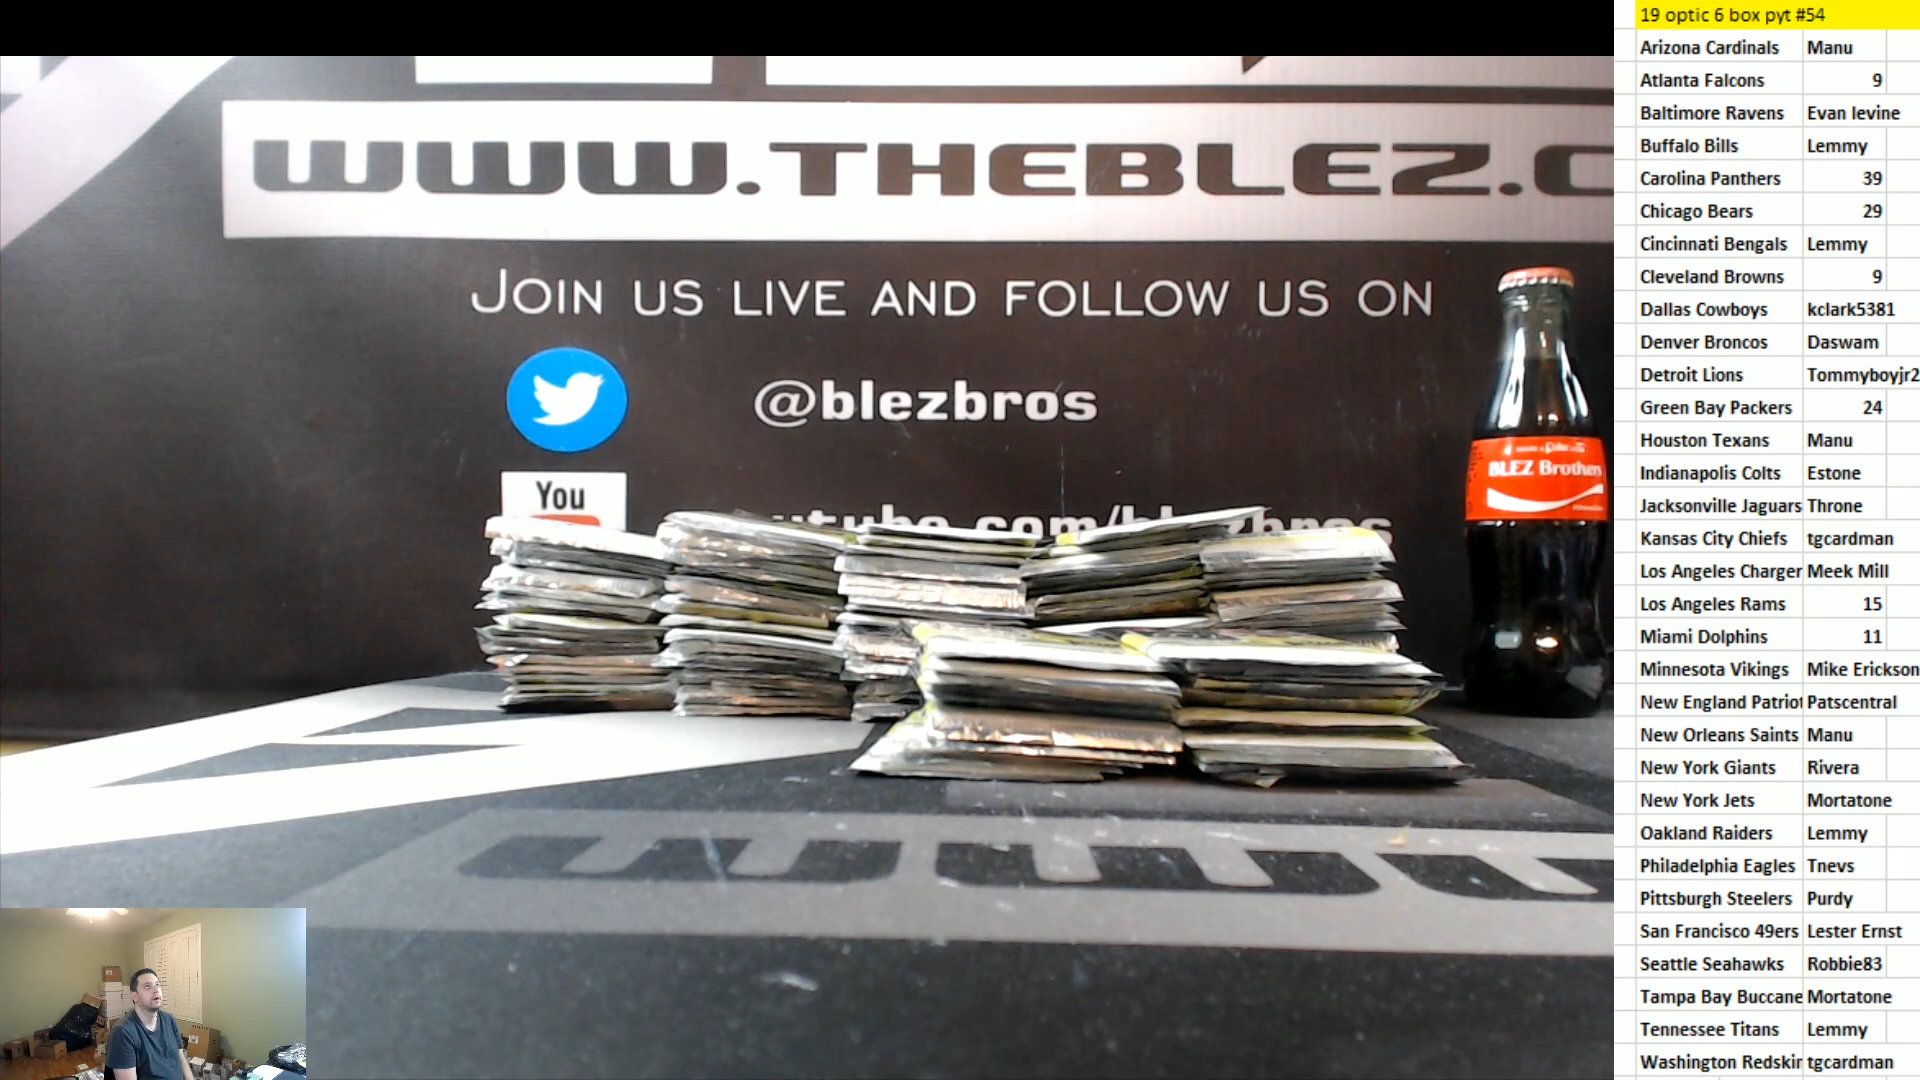 WWW.THEBLEZ.C
JOIN US LIVE AND FOLLOW US ON
@blezbros
You
youtube.com/blezbros
BLEZ Brothers
19 optic 6 box pyt #54
Arizona Cardinals Manu
Atlanta Falcons 9
Baltimore Ravens Evan levine
Buffalo Bills Lemmy
Carolina Panthers 39
Chicago Bears 29
Cincinnati Bengals Lemmy
Cleveland Browns 9
Dallas Cowboys kclark5381
Denver Broncos Daswam
Detroit Lions Tommyboyjr2
Green Bay Packers 24
Houston Texans Manu
Indianapolis Colts Estone
Jacksonville Jaguars Throne
Kansas City Chiefs tgcardman
Los Angeles Charger Meek Mill
Los Angeles Rams 15
Miami Dolphins 11
Minnesota Vikings Mike Erickson
New England Patriot Patscentral
New Orleans Saints Manu
New York Giants Rivera
New York Jets Mortatone
Oakland Raiders Lemmy
Philadelphia Eagles Tnevs
Pittsburgh Steelers Purdy
San Francisco 49ers Lester Ernst
Seattle Seahawks Robbie83
Tampa Bay Buccane Mortatone
Tennessee Titans Lemmy
Washington Redskin tgcardman